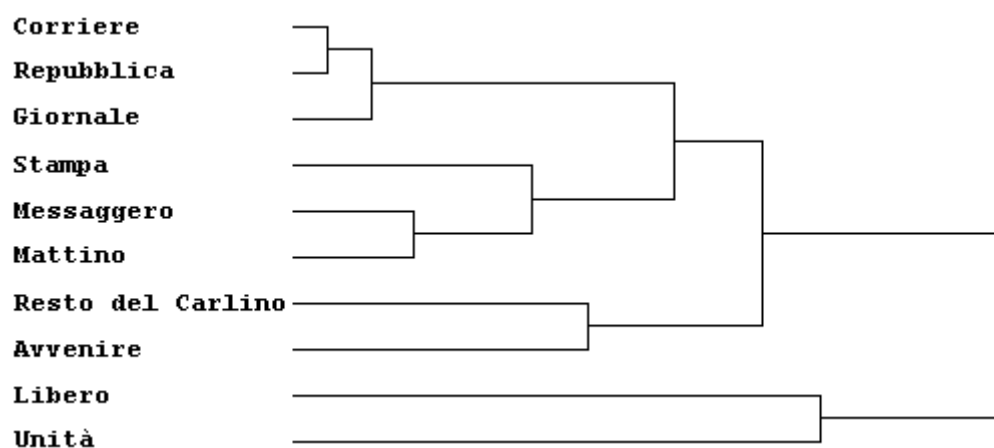 Corriere
Repubblica
Giornale
Stampa
Messaggero
Mattino
Resto del Carlino
Avvenire
Libero
Unità